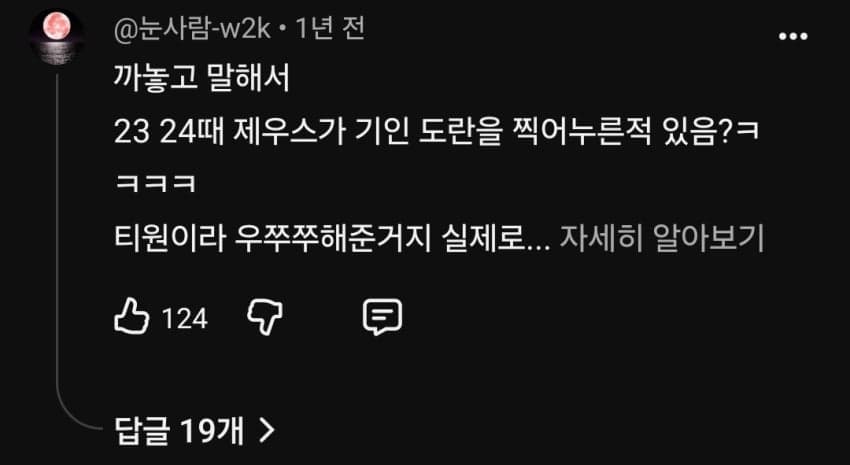 @눈사람-w2k • 1년 전
까놓고 말해서
23 24때 제우스가 기인 도란을 찍어누른적 있음?ㅋ
ㅋㅋㅋ
티원이라 우쭈쭈해준거지 실제로... 자세히 알아보기
124
답글 19개 >